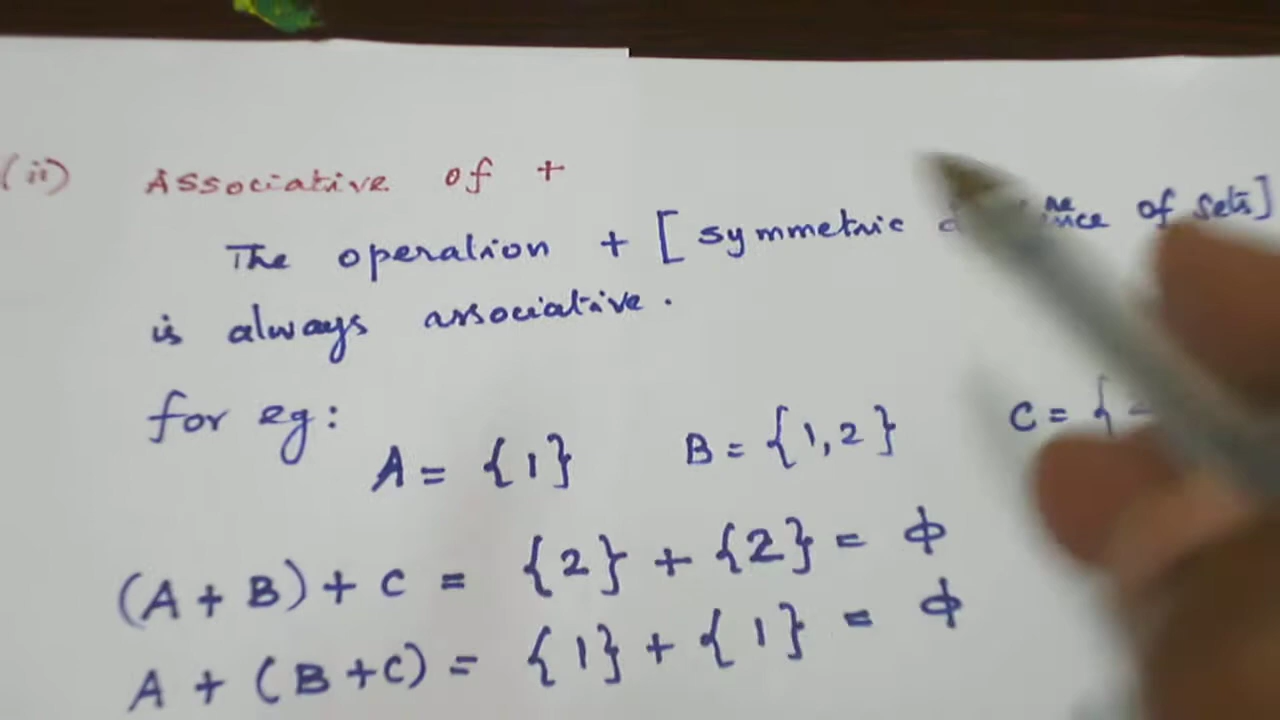 (ii) Associative of +
The operation + [symmetric of sets]
is always associative.
for eg:
A = {1} B = {1,2} C = {
(A + B) + C = {2} + {2} = ϕ
A + (B + C) = {1} + {1} = ϕ